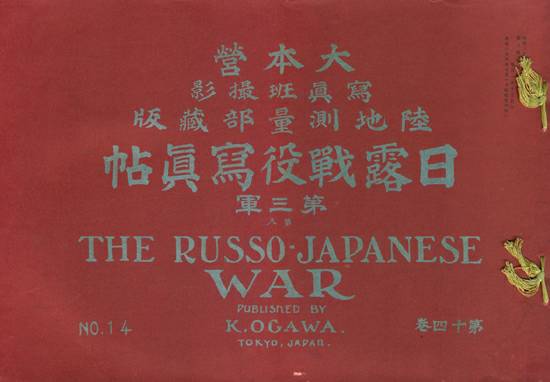 大本營
寫眞班撮影
陸地測量部藏版
日露戰役寫眞帖
第三軍
THE RUSSO-JAPANESE
WAR
PUBLISHED BY
K. OGAWA.
TOKYO, JAPAN.
NO.14
第十四卷